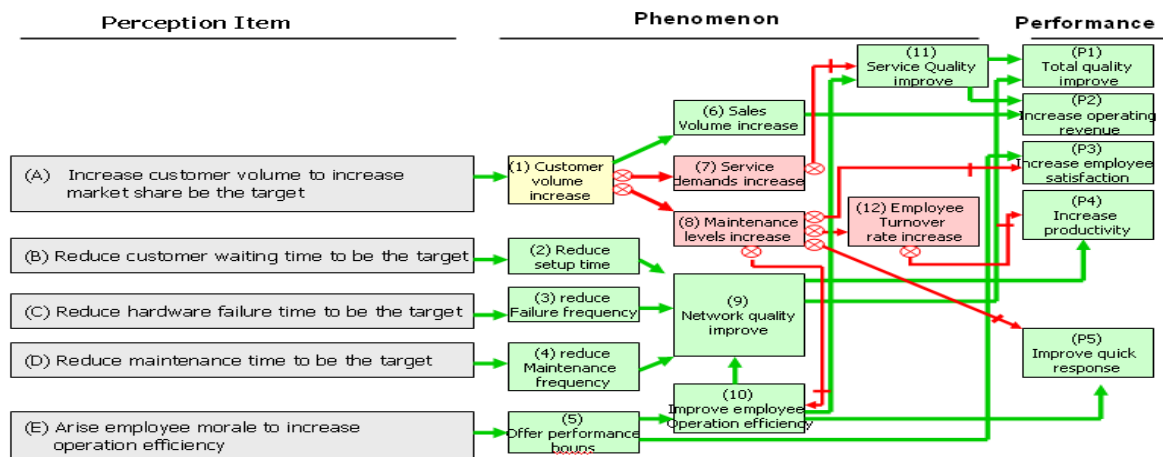 Perception Item
Phenomenon
Performance
(A) Increase customer volume to increase
market share be the target
(B) Reduce customer waiting time to be the target
(C) Reduce hardware failure time to be the target
(D) Reduce maintenance time to be the target
(E) Arise employee morale to increase
operation efficiency
(1) Customer
volume
increase
(2) Reduce
setup time
(3) reduce
Failure frequency
(4) reduce
Maintenance
frequency
(5)
Offer performance
bouns
(6) Sales
Volume increase
(7) Service
demands increase
(8) Maintenance
levels increase
(9)
Network quality
improve
(10)
Improve employee
Operation efficiency
(11)
Service Quality
improve
(12) Employee
Turnover
rate increase
(P1)
Total quality
improve
(P2)
Increase operating
revenue
(P3)
Increase employee
satisfaction
(P4)
Increase
productivity
(P5)
Improve quick
response